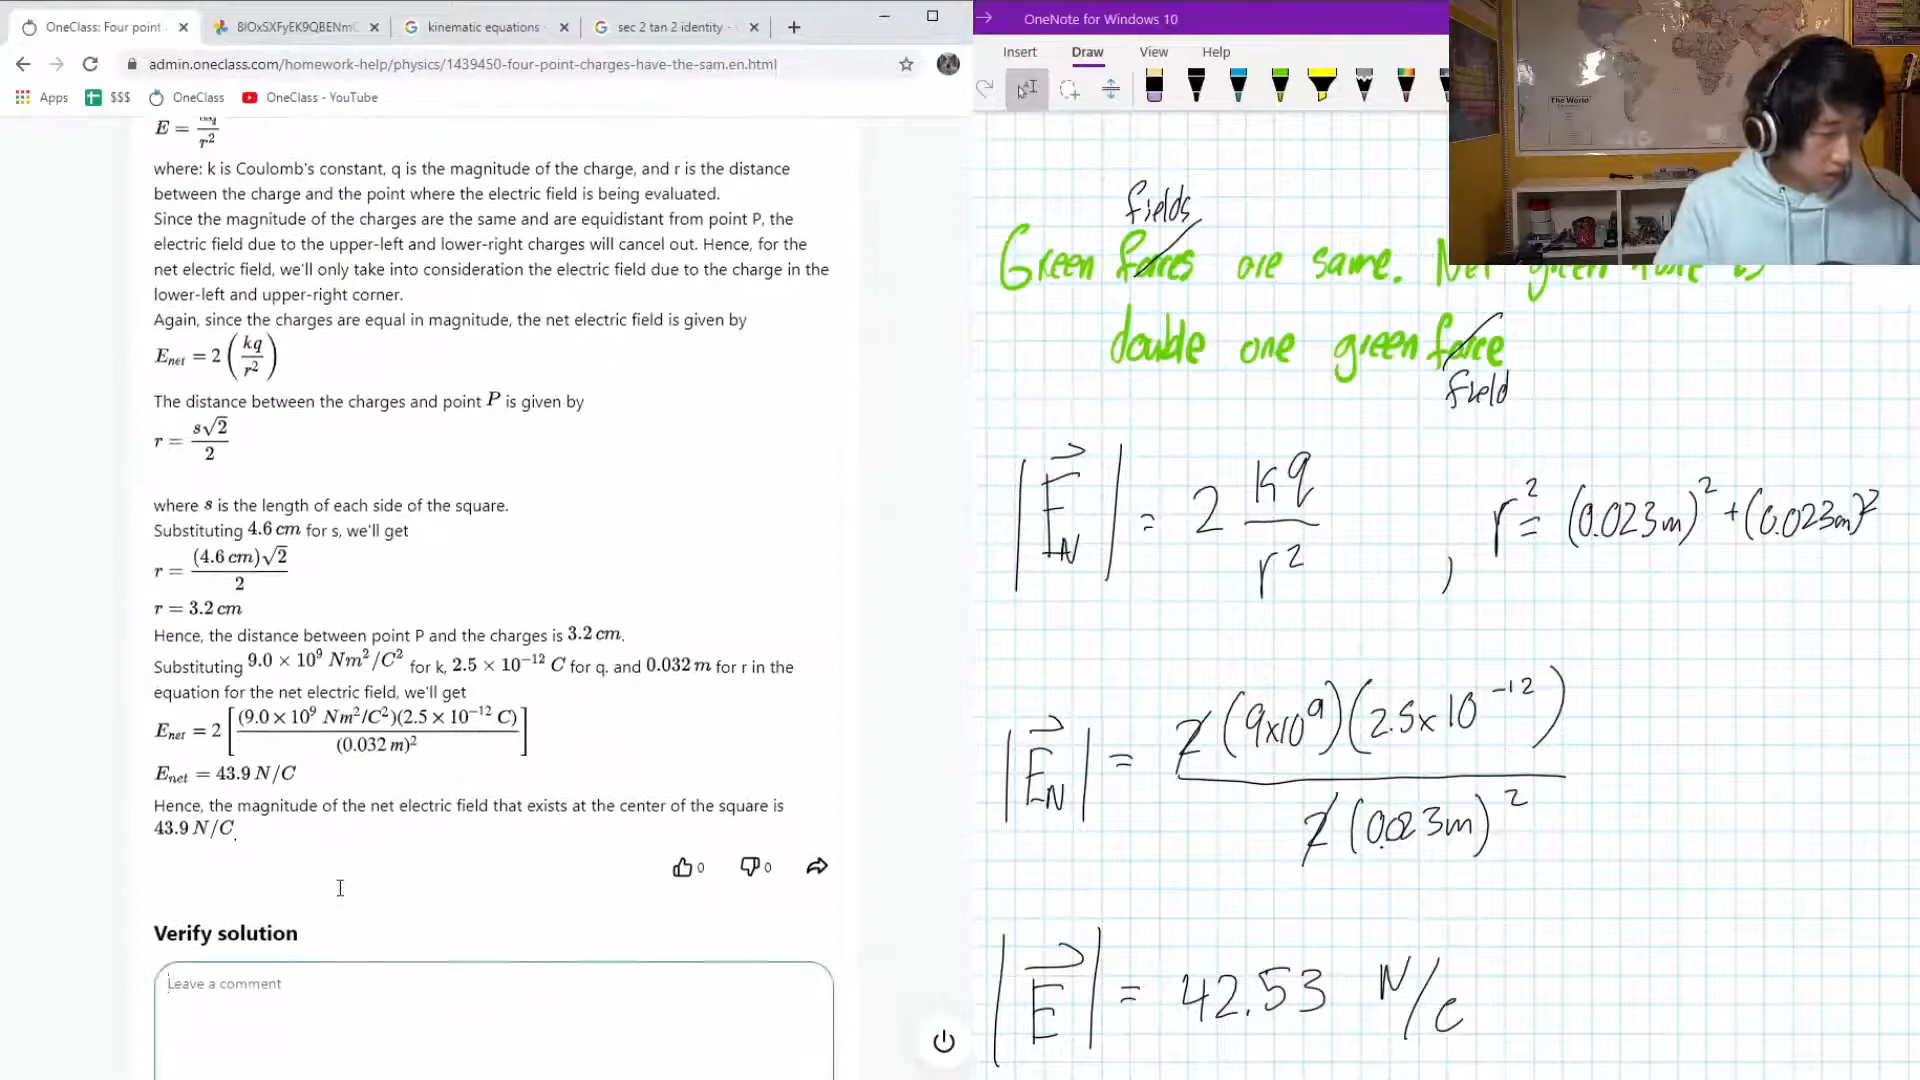 OneClass: Four point
8lOxSXFyEK9QBENmC
kinematic equations
sec 2 tan 2 identity
admin.oneclass.com/homework-help/physics/1439450-four-point-charges-have-the-sam.en.html
Apps
$$$
OneClass
OneClass - YouTube
E = kq/r²
where: k is Coulomb's constant, q is the magnitude of the charge, and r is the distance
between the charge and the point where the electric field is being evaluated.
Since the magnitude of the charges are the same and are equidistant from point P, the
electric field due to the upper-left and lower-right charges will cancel out. Hence, for the
net electric field, we'll only take into consideration the electric field due to the charge in the
lower-left and upper-right corner.
Again, since the charges are equal in magnitude, the net electric field is given by
E_net = 2 (kq/r²)
The distance between the charges and point P is given by
r = s√2/2
where s is the length of each side of the square.
Substituting 4.6 cm for s, we'll get
r = (4.6 cm)√2/2
r = 3.2 cm
Hence, the distance between point P and the charges is 3.2 cm.
Substituting 9.0 × 10⁹ Nm²/C² for k, 2.5 × 10⁻¹² C for q. and 0.032 m for r in the
equation for the net electric field, we'll get
E_net = 2 [(9.0 × 10⁹ Nm²/C²)(2.5 × 10⁻¹² C)/(0.032 m)²]
E_net = 43.9 N/C
Hence, the magnitude of the net electric field that exists at the center of the square is
43.9 N/C.
0
0
Verify solution
Leave a comment
OneNote for Windows 10
Insert
Draw
View
Help
The World
fields
Green forces are same. Net green
double one green force
field
|E_N| = 2 kq/r² , r² = (0.023m)² + (0.023m)²
|E_N| = 2(9x10⁹)(2.5x10⁻¹²)/2(0.023m)²
|E| = 42.53 N/C